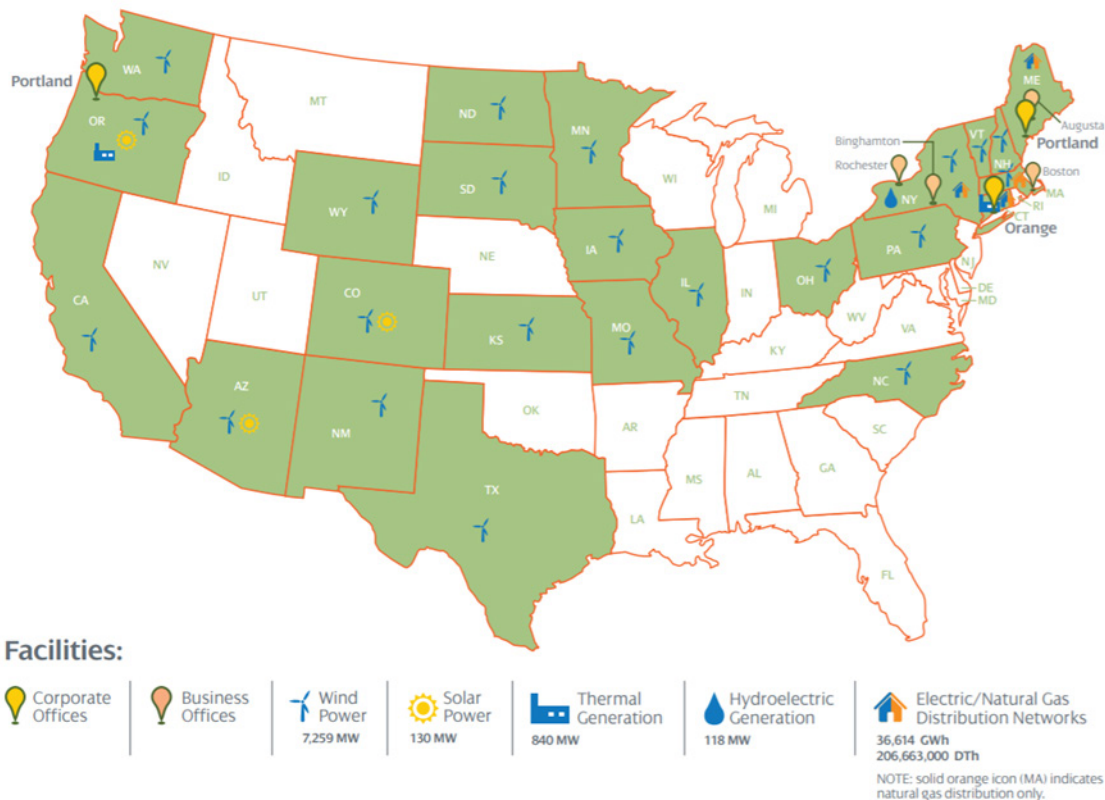 WA
Portland
MT
ND
ME
OR
MN
VT
Augusta
Portland
Binghamton
Rochester
NH
Boston
ID
SD
WI
WY
MI
NY
MA
RI
CT
Orange
IA
PA
NE
NJ
NV
IL
OH
IN
DE
MD
UT
CA
CO
WV
VA
MO
KS
KY
AZ
NC
TN
OK
NM
AR
SC
TX
MS
AL
GA
LA
FL
Facilities:
Corporate
Offices
Business
Offices
Wind
Power
7,259 MW
Solar
Power
130 MW
Thermal
Generation
840 MW
Hydroelectric
Generation
118 MW
Electric/Natural Gas
Distribution Networks
36,614 GWh
206,663,000 DTh
NOTE: solid orange icon (MA) indicates
natural gas distribution only.